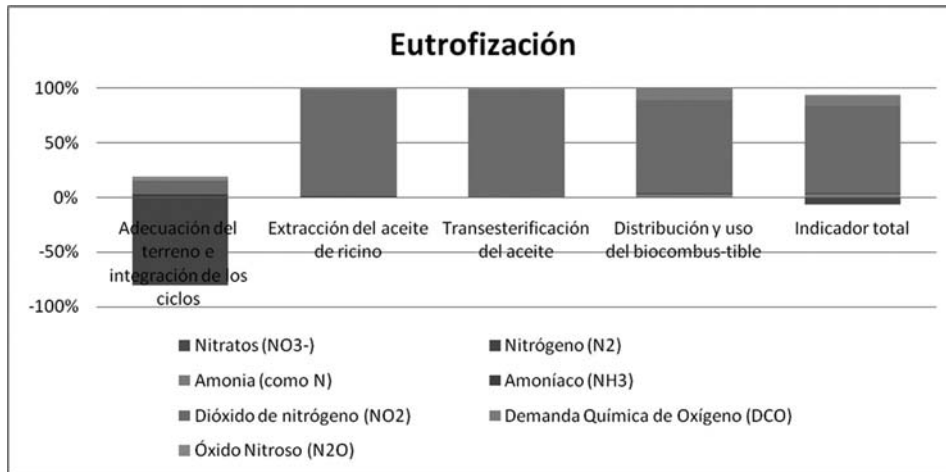 Eutrofización
100%
50%
0%
-50%
-100%
Adecuación del
terreno e
integración de los
ciclos
Extracción del aceite
de ricino
Transesterificación
del aceite
Distribución y uso
del biocombus-tible
Indicador total
Nitratos (NO3-)
Nitrógeno (N2)
Amonia (como N)
Amoníaco (NH3)
Dióxido de nitrógeno (NO2)
Demanda Química de Oxígeno (DCO)
Óxido Nitroso (N2O)